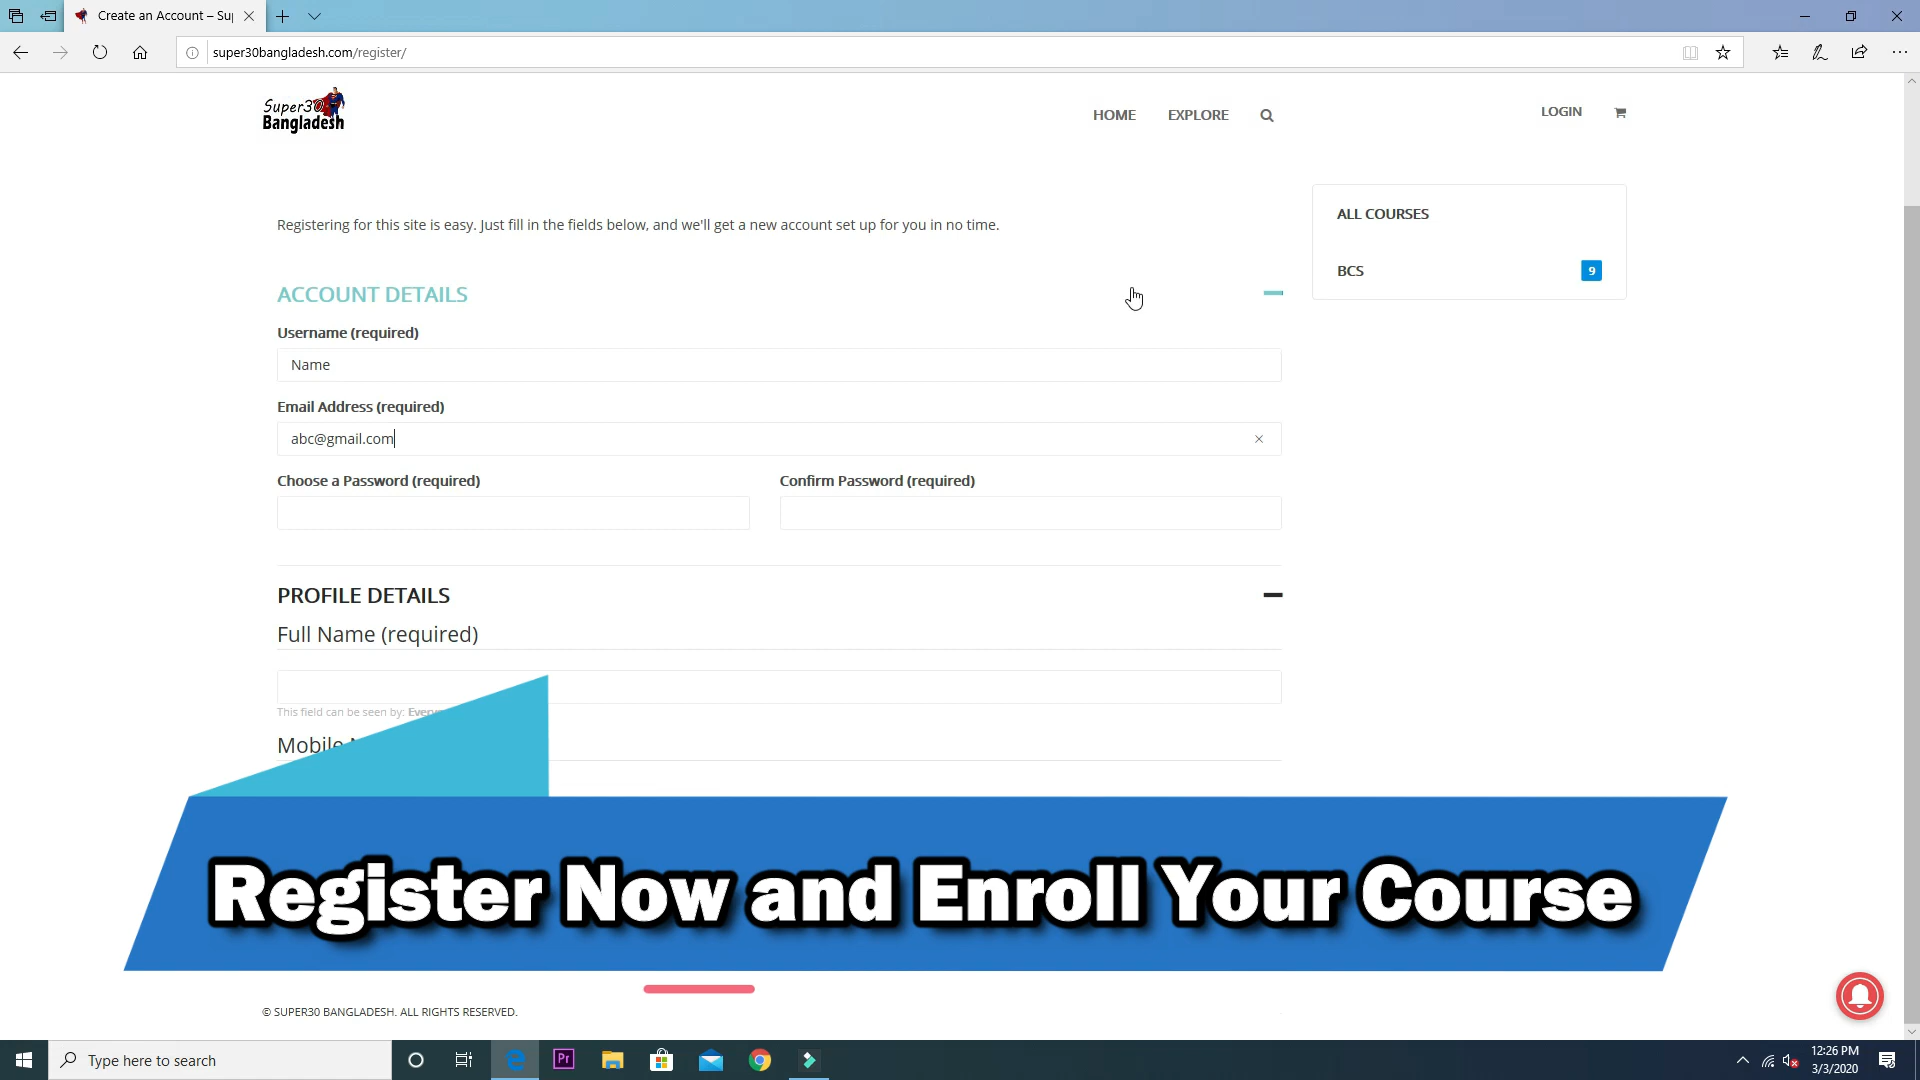 Create an Account – Su
super30bangladesh.com/register/
Super30
Bangladesh
HOME
EXPLORE
LOGIN
Registering for this site is easy. Just fill in the fields below, and we'll get a new account set up for you in no time.
ALL COURSES
BCS
9
ACCOUNT DETAILS
Username (required)
Name
Email Address (required)
abc@gmail.com
Choose a Password (required)
Confirm Password (required)
PROFILE DETAILS
Full Name (required)
This field can be seen by:
Mobile
Register Now and Enroll Your Course
© SUPER30 BANGLADESH. ALL RIGHTS RESERVED.
Type here to search
Pr
12:26 PM
3/3/2020